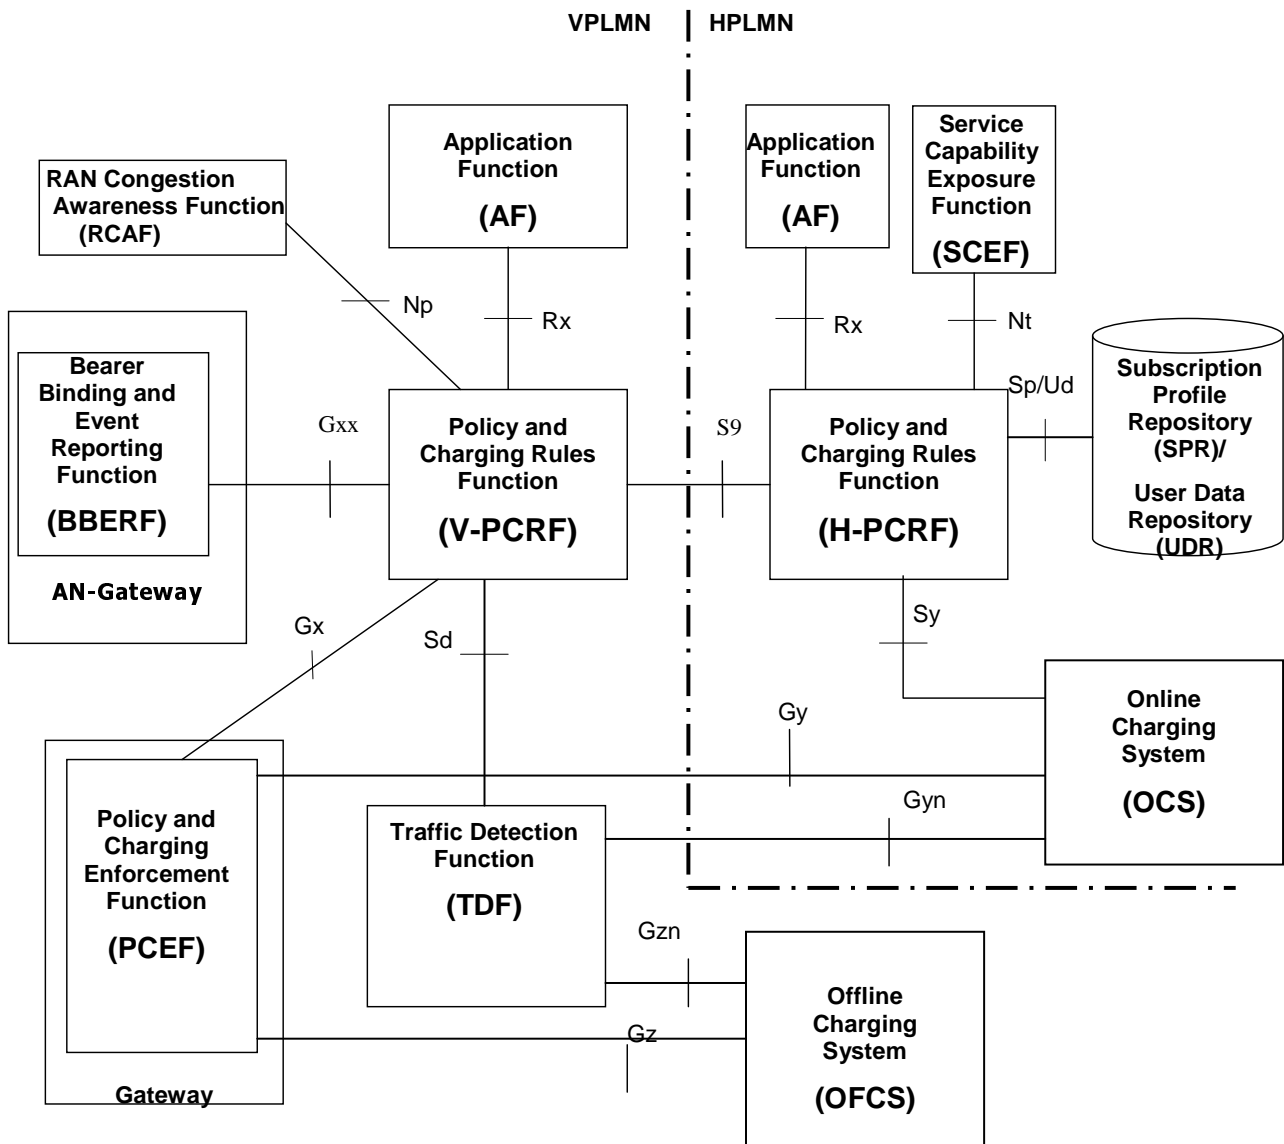 VPLMN
HPLMN
RAN Congestion
Awareness Function
(RCAF)
Application
Function
(AF)
Application
Function
(AF)
Service
Capability
Exposure
Function
(SCEF)
Np
Rx
Rx
Nt
Sp/Ud
Bearer
Binding and
Event
Reporting
Function
(BBERF)
AN-Gateway
Gxx
Policy and
Charging Rules
Function
(V-PCRF)
S9
Policy and
Charging Rules
Function
(H-PCRF)
Subscription
Profile
Repository
(SPR)/
User Data
Repository
(UDR)
Gx
Sd
Sy
Gy
Gyn
Online
Charging
System
(OCS)
Policy and
Charging
Enforcement
Function
(PCEF)
Gateway
Traffic Detection
Function
(TDF)
Gzn
Gz
Offline
Charging
System
(OFCS)